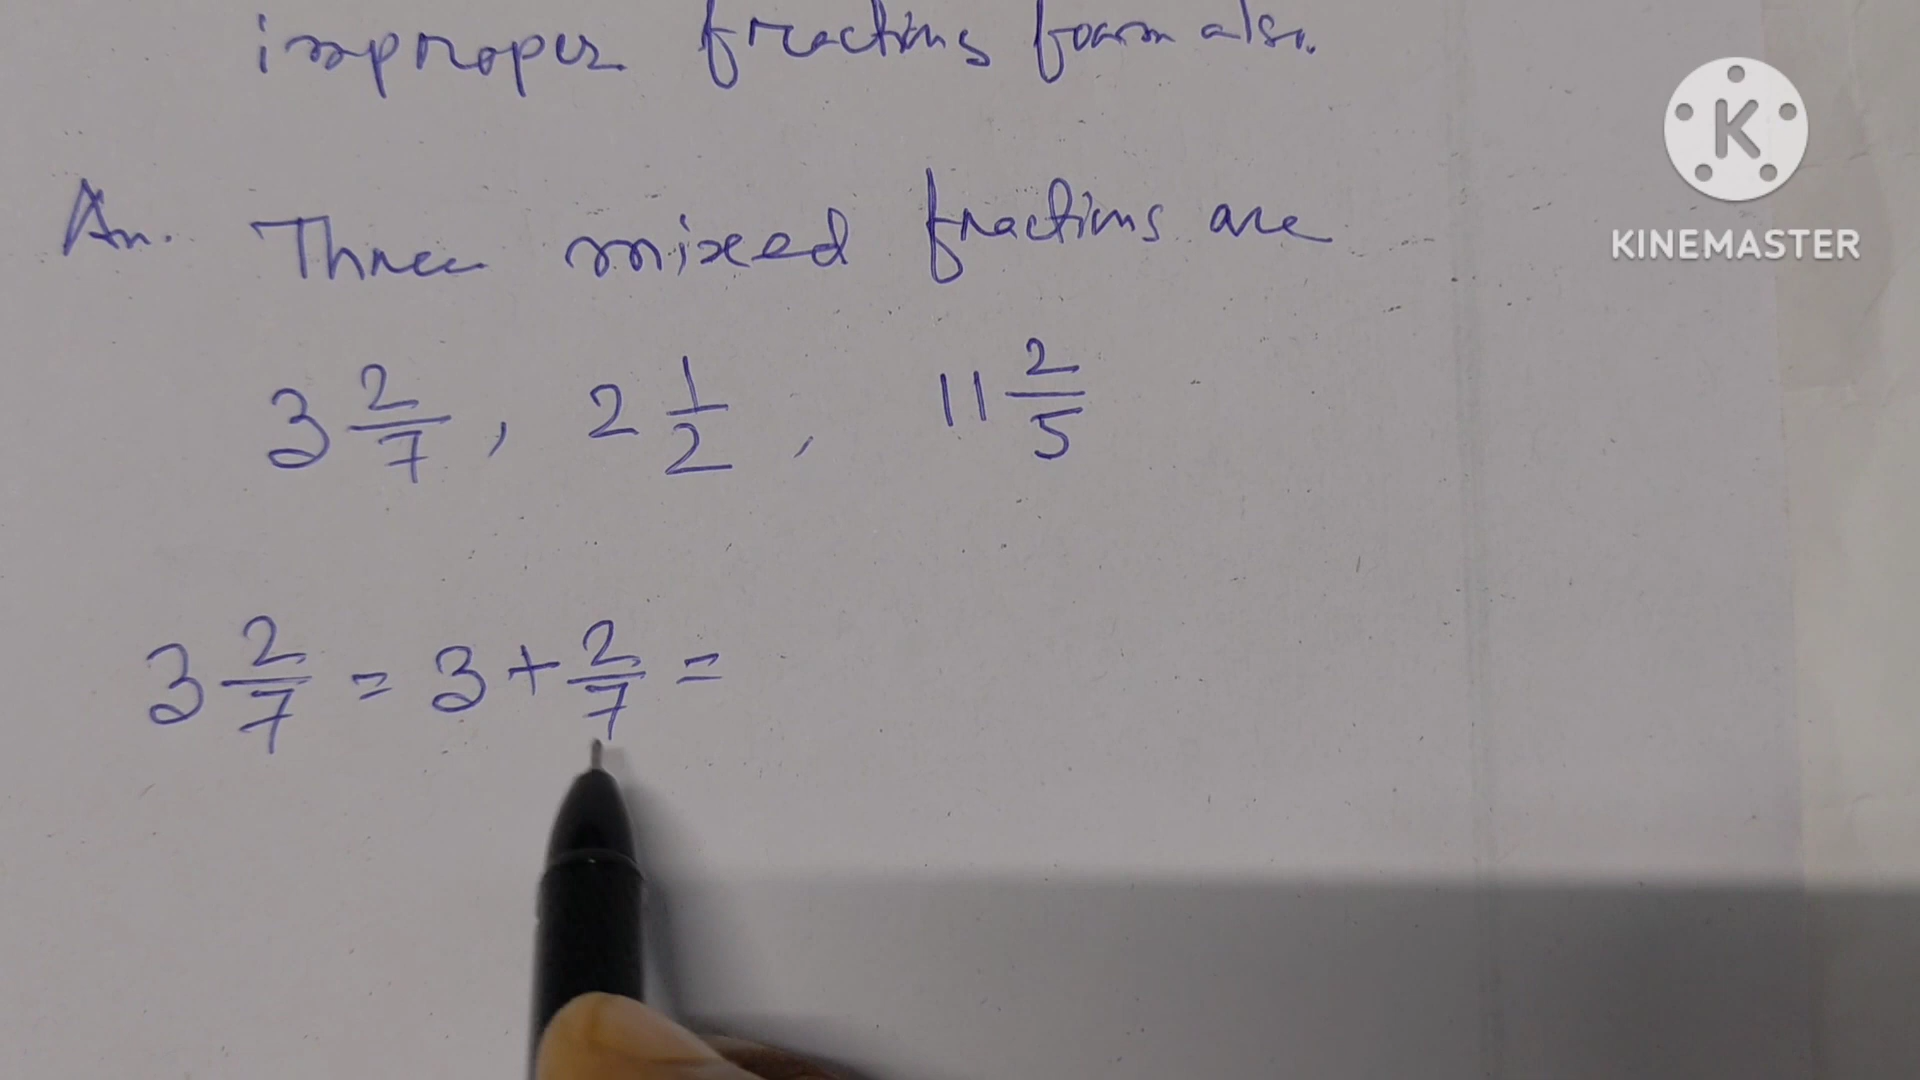 improper fractions form also.
K
KINEMASTER
An. Three mixed fractions are
3 2/7 , 2 1/2 , 11 2/5
3 2/7 = 3 + 2/7 =